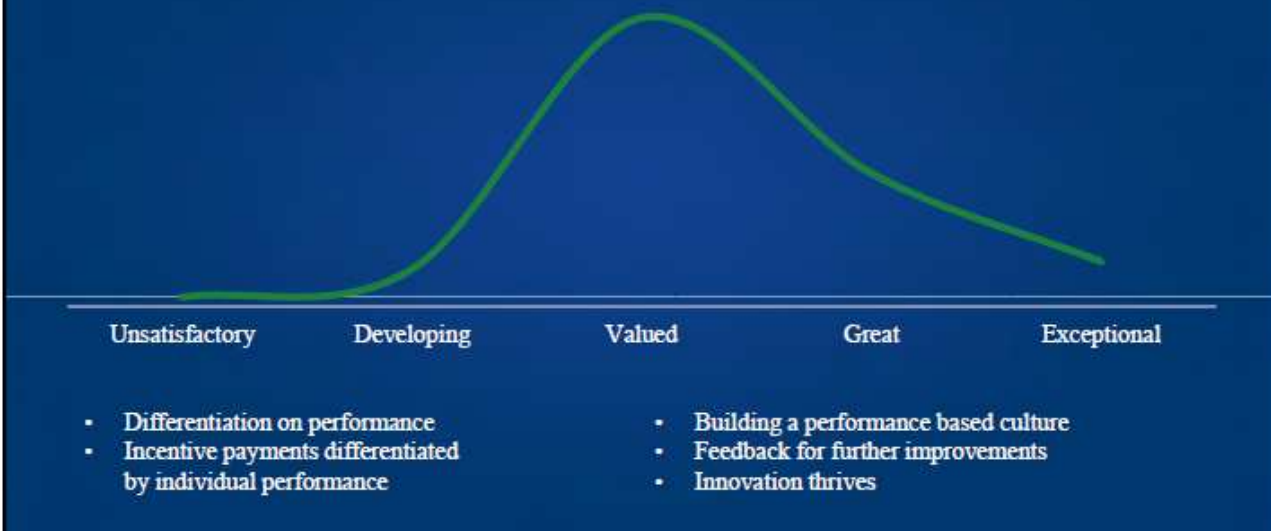 Unsatisfactory Developing Valued Great Exceptional
• Differentiation on performance
• Incentive payments differentiated
by individual performance
• Building a performance based culture
• Feedback for further improvements
• Innovation thrives